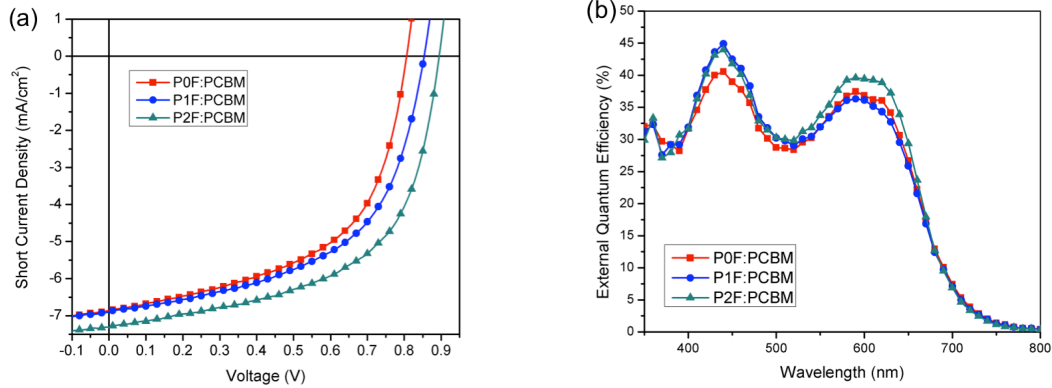 (a)
1
0
-1
-2
-3
-4
-5
-6
-7
Short Current Density (mA/cm²)
P0F:PCBM
P1F:PCBM
P2F:PCBM
-0.1 0.0 0.1 0.2 0.3 0.4 0.5 0.6 0.7 0.8 0.9
Voltage (V)
(b)
50
45
40
35
30
25
20
15
10
5
0
External Quantum Efficiency (%)
P0F:PCBM
P1F:PCBM
P2F:PCBM
400 500 600 700 800
Wavelength (nm)